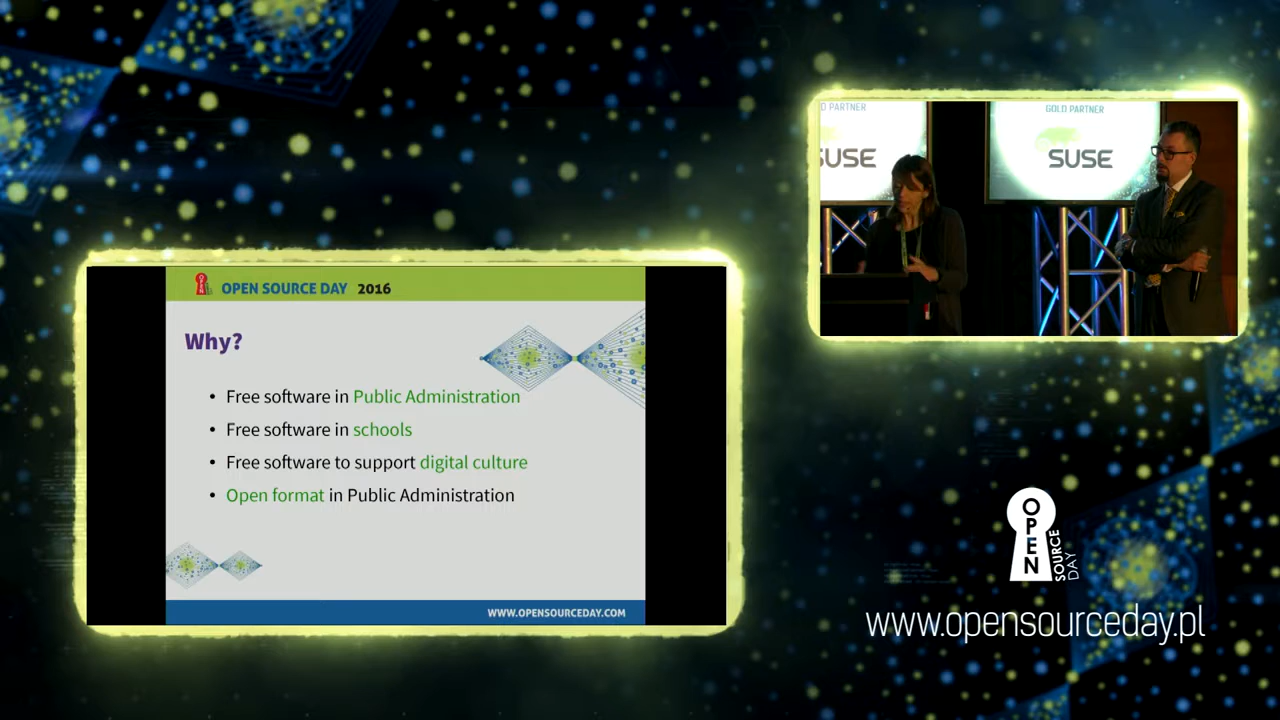 OPEN SOURCE DAY 2016
Why?
• Free software in Public Administration
• Free software in schools
• Free software to support digital culture
• Open format in Public Administration
WWW.OPENSOURCEDAY.COM
D PARTNER
SUSE
GOLD PARTNER
SUSE
OPEN
SOURCE
DAY
www.opensourceday.pl